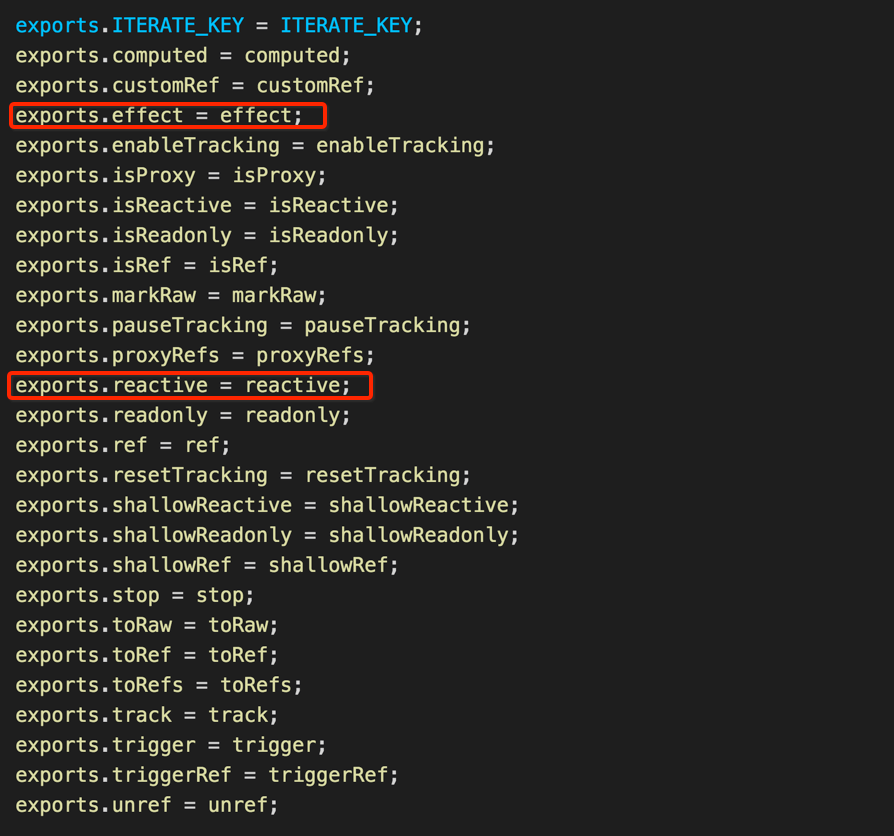 exports.ITERATE_KEY = ITERATE_KEY;
exports.computed = computed;
exports.customRef = customRef;
exports.effect = effect;
exports.enableTracking = enableTracking;
exports.isProxy = isProxy;
exports.isReactive = isReactive;
exports.isReadonly = isReadonly;
exports.isRef = isRef;
exports.markRaw = markRaw;
exports.pauseTracking = pauseTracking;
exports.proxyRefs = proxyRefs;
exports.reactive = reactive;
exports.readonly = readonly;
exports.ref = ref;
exports.resetTracking = resetTracking;
exports.shallowReactive = shallowReactive;
exports.shallowReadonly = shallowReadonly;
exports.shallowRef = shallowRef;
exports.stop = stop;
exports.toRaw = toRaw;
exports.toRef = toRef;
exports.toRefs = toRefs;
exports.track = track;
exports.trigger = trigger;
exports.triggerRef = triggerRef;
exports.unref = unref;